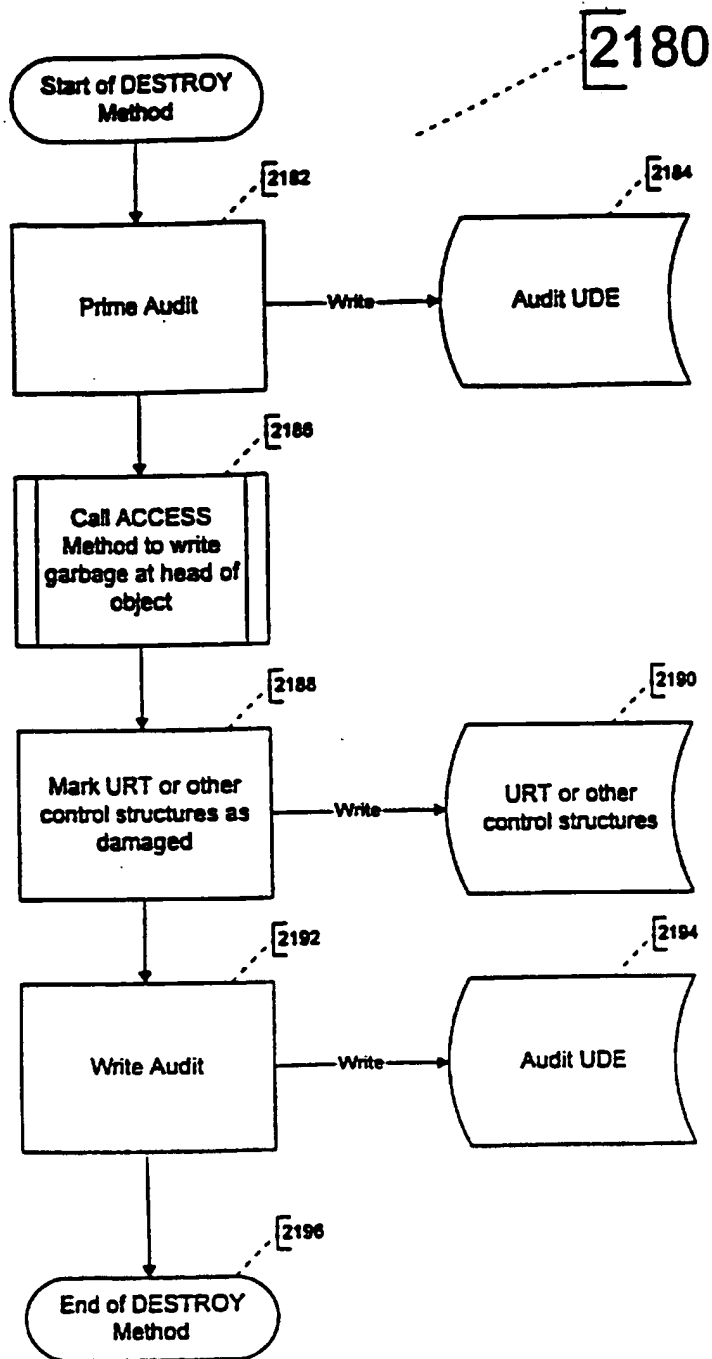 2180
Start of DESTROY
Method
2182
2184
Prime Audit
Write
Audit UDE
2186
Call ACCESS
Method to write
garbage at head of
object
2188
2190
Mark URT or other
control structures as
damaged
Write
URT or other
control structures
2192
2194
Write Audit
Write
Audit UDE
2196
End of DESTROY
Method